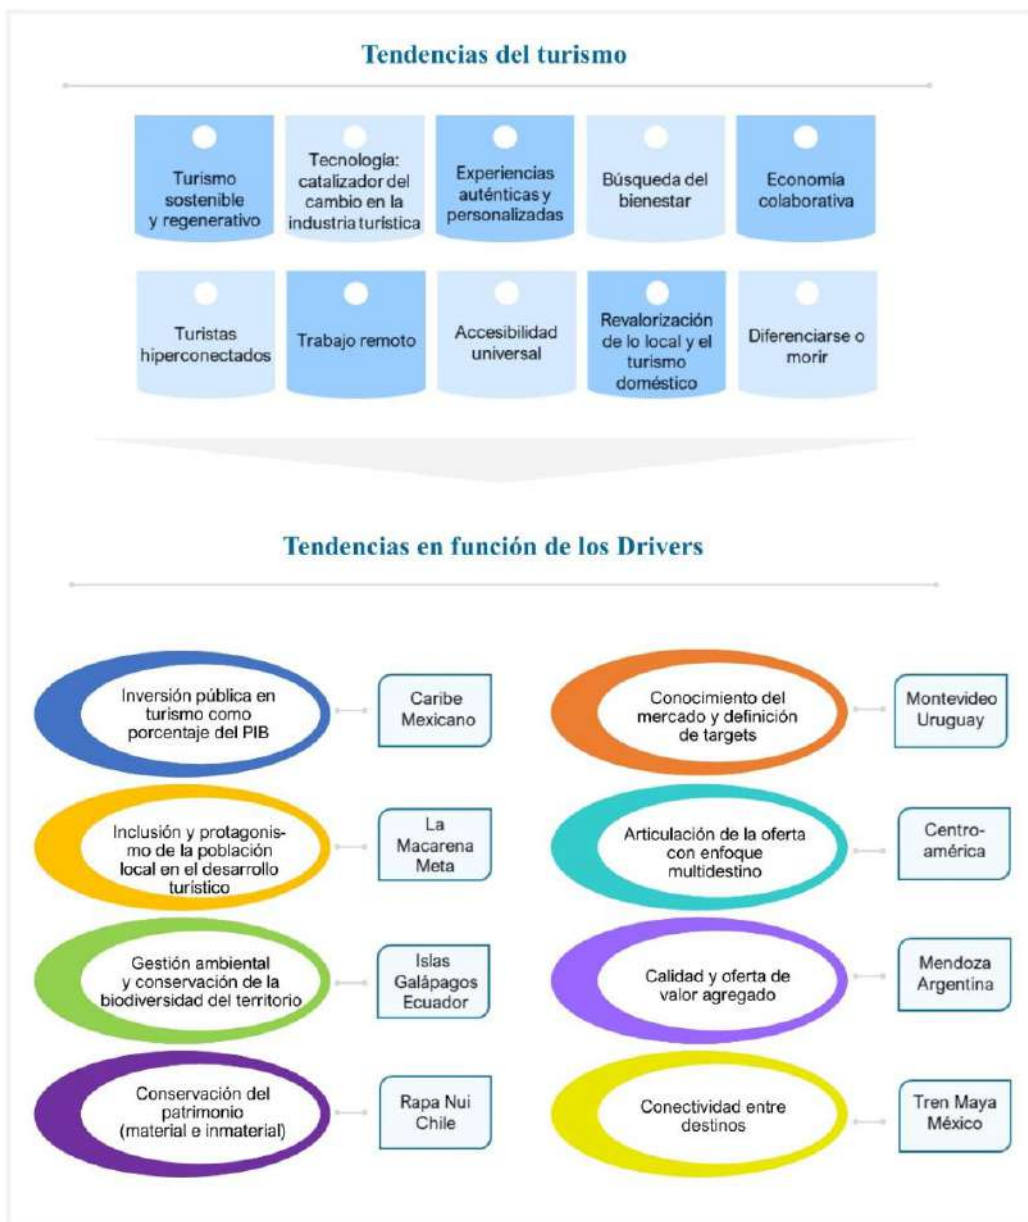 Tendencias del turismo
Turismo
sostenible
y regenerativo
Tecnología:
catalizador del
cambio en la
industria turística
Experiencias
auténticas y
personalizadas
Búsqueda del
bienestar
Economía
colaborativa
Turistas
hiperconectados
Trabajo remoto
Accesibilidad
universal
Revalorización
de lo local y el
turismo
doméstico
Diferenciarse o
morir
Tendencias en función de los Drivers
Inversión pública en
turismo como
porcentaje del PIB
Caribe
Mexicano
Conocimiento del
mercado y definición
de targets
Montevideo
Uruguay
Inclusión y protagonis-
mo de la población
local en el desarrollo
turístico
La
Macarena
Meta
Articulación de la oferta
con enfoque
multidestino
Centro-
américa
Gestión ambiental
y conservación de la
biodiversidad del territorio
Islas
Galápagos
Ecuador
Calidad y oferta de
valor agregado
Mendoza
Argentina
Conservación del
patrimonio
(material e inmaterial)
Rapa Nui
Chile
Conectividad entre
destinos
Tren Maya
México